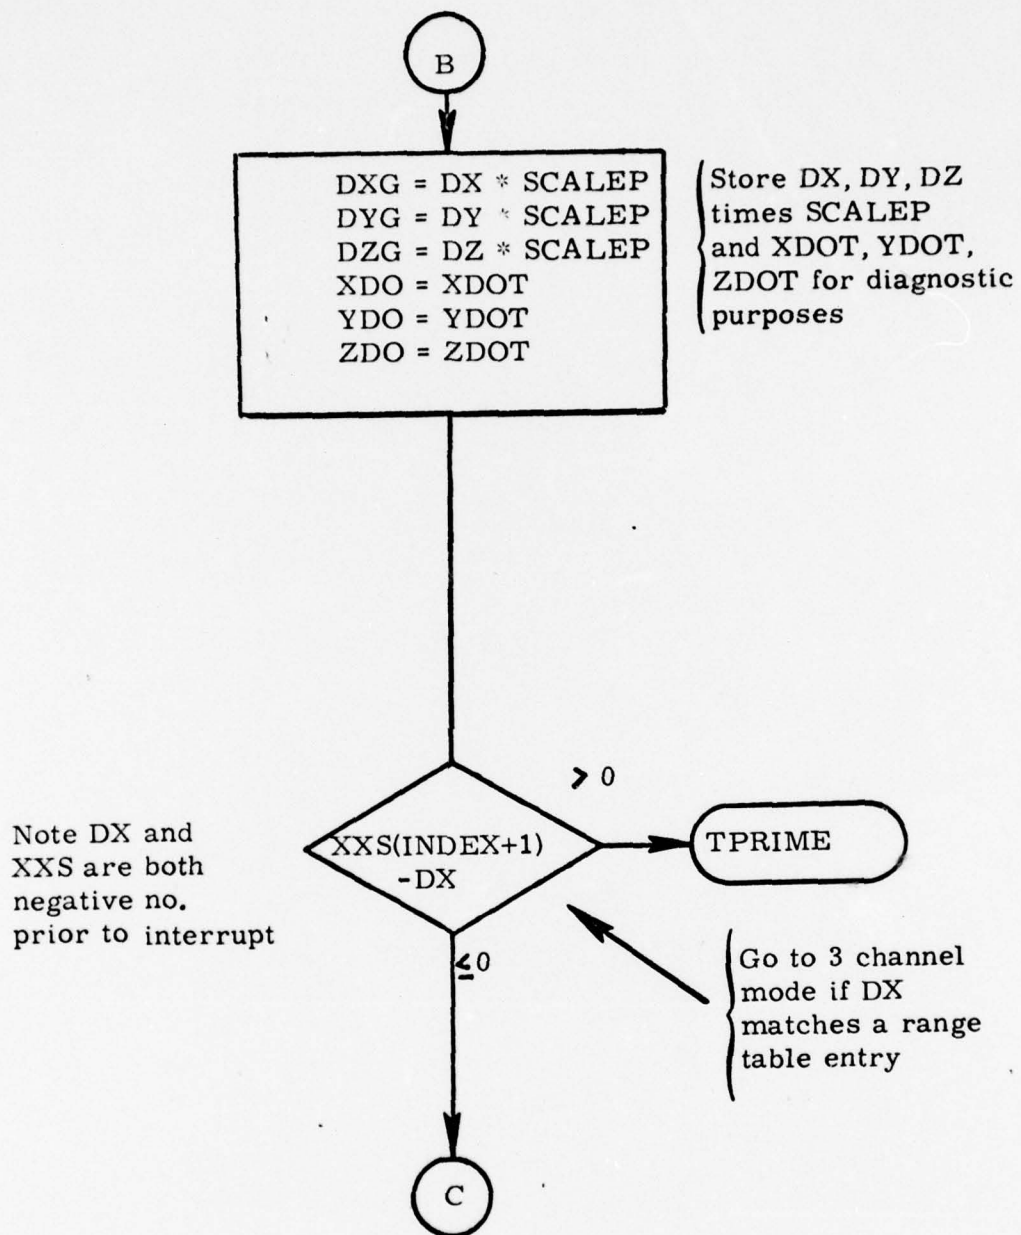 B
DXG = DX * SCALEP
DYG = DY * SCALEP
DZG = DZ * SCALEP
XDO = XDOT
YDO = YDOT
ZDO = ZDOT
Store DX, DY, DZ
times SCALEP
and XDOT, YDOT,
ZDOT for diagnostic
purposes
> 0
Note DX and
XXS are both
negative no.
prior to interrupt
XXS(INDEX+1)
-DX
TPRIME
≤0
Go to 3 channel
mode if DX
matches a range
table entry
C